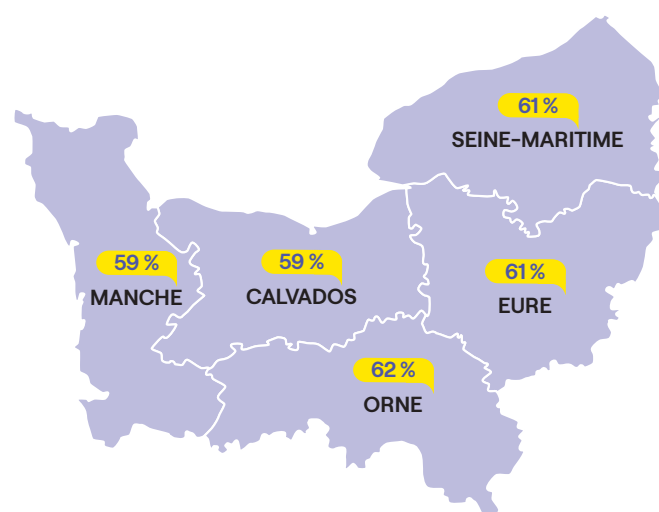 61 %
SEINE-MARITIME
59 %
MANCHE
59 %
CALVADOS
61 %
EURE
62 %
ORNE